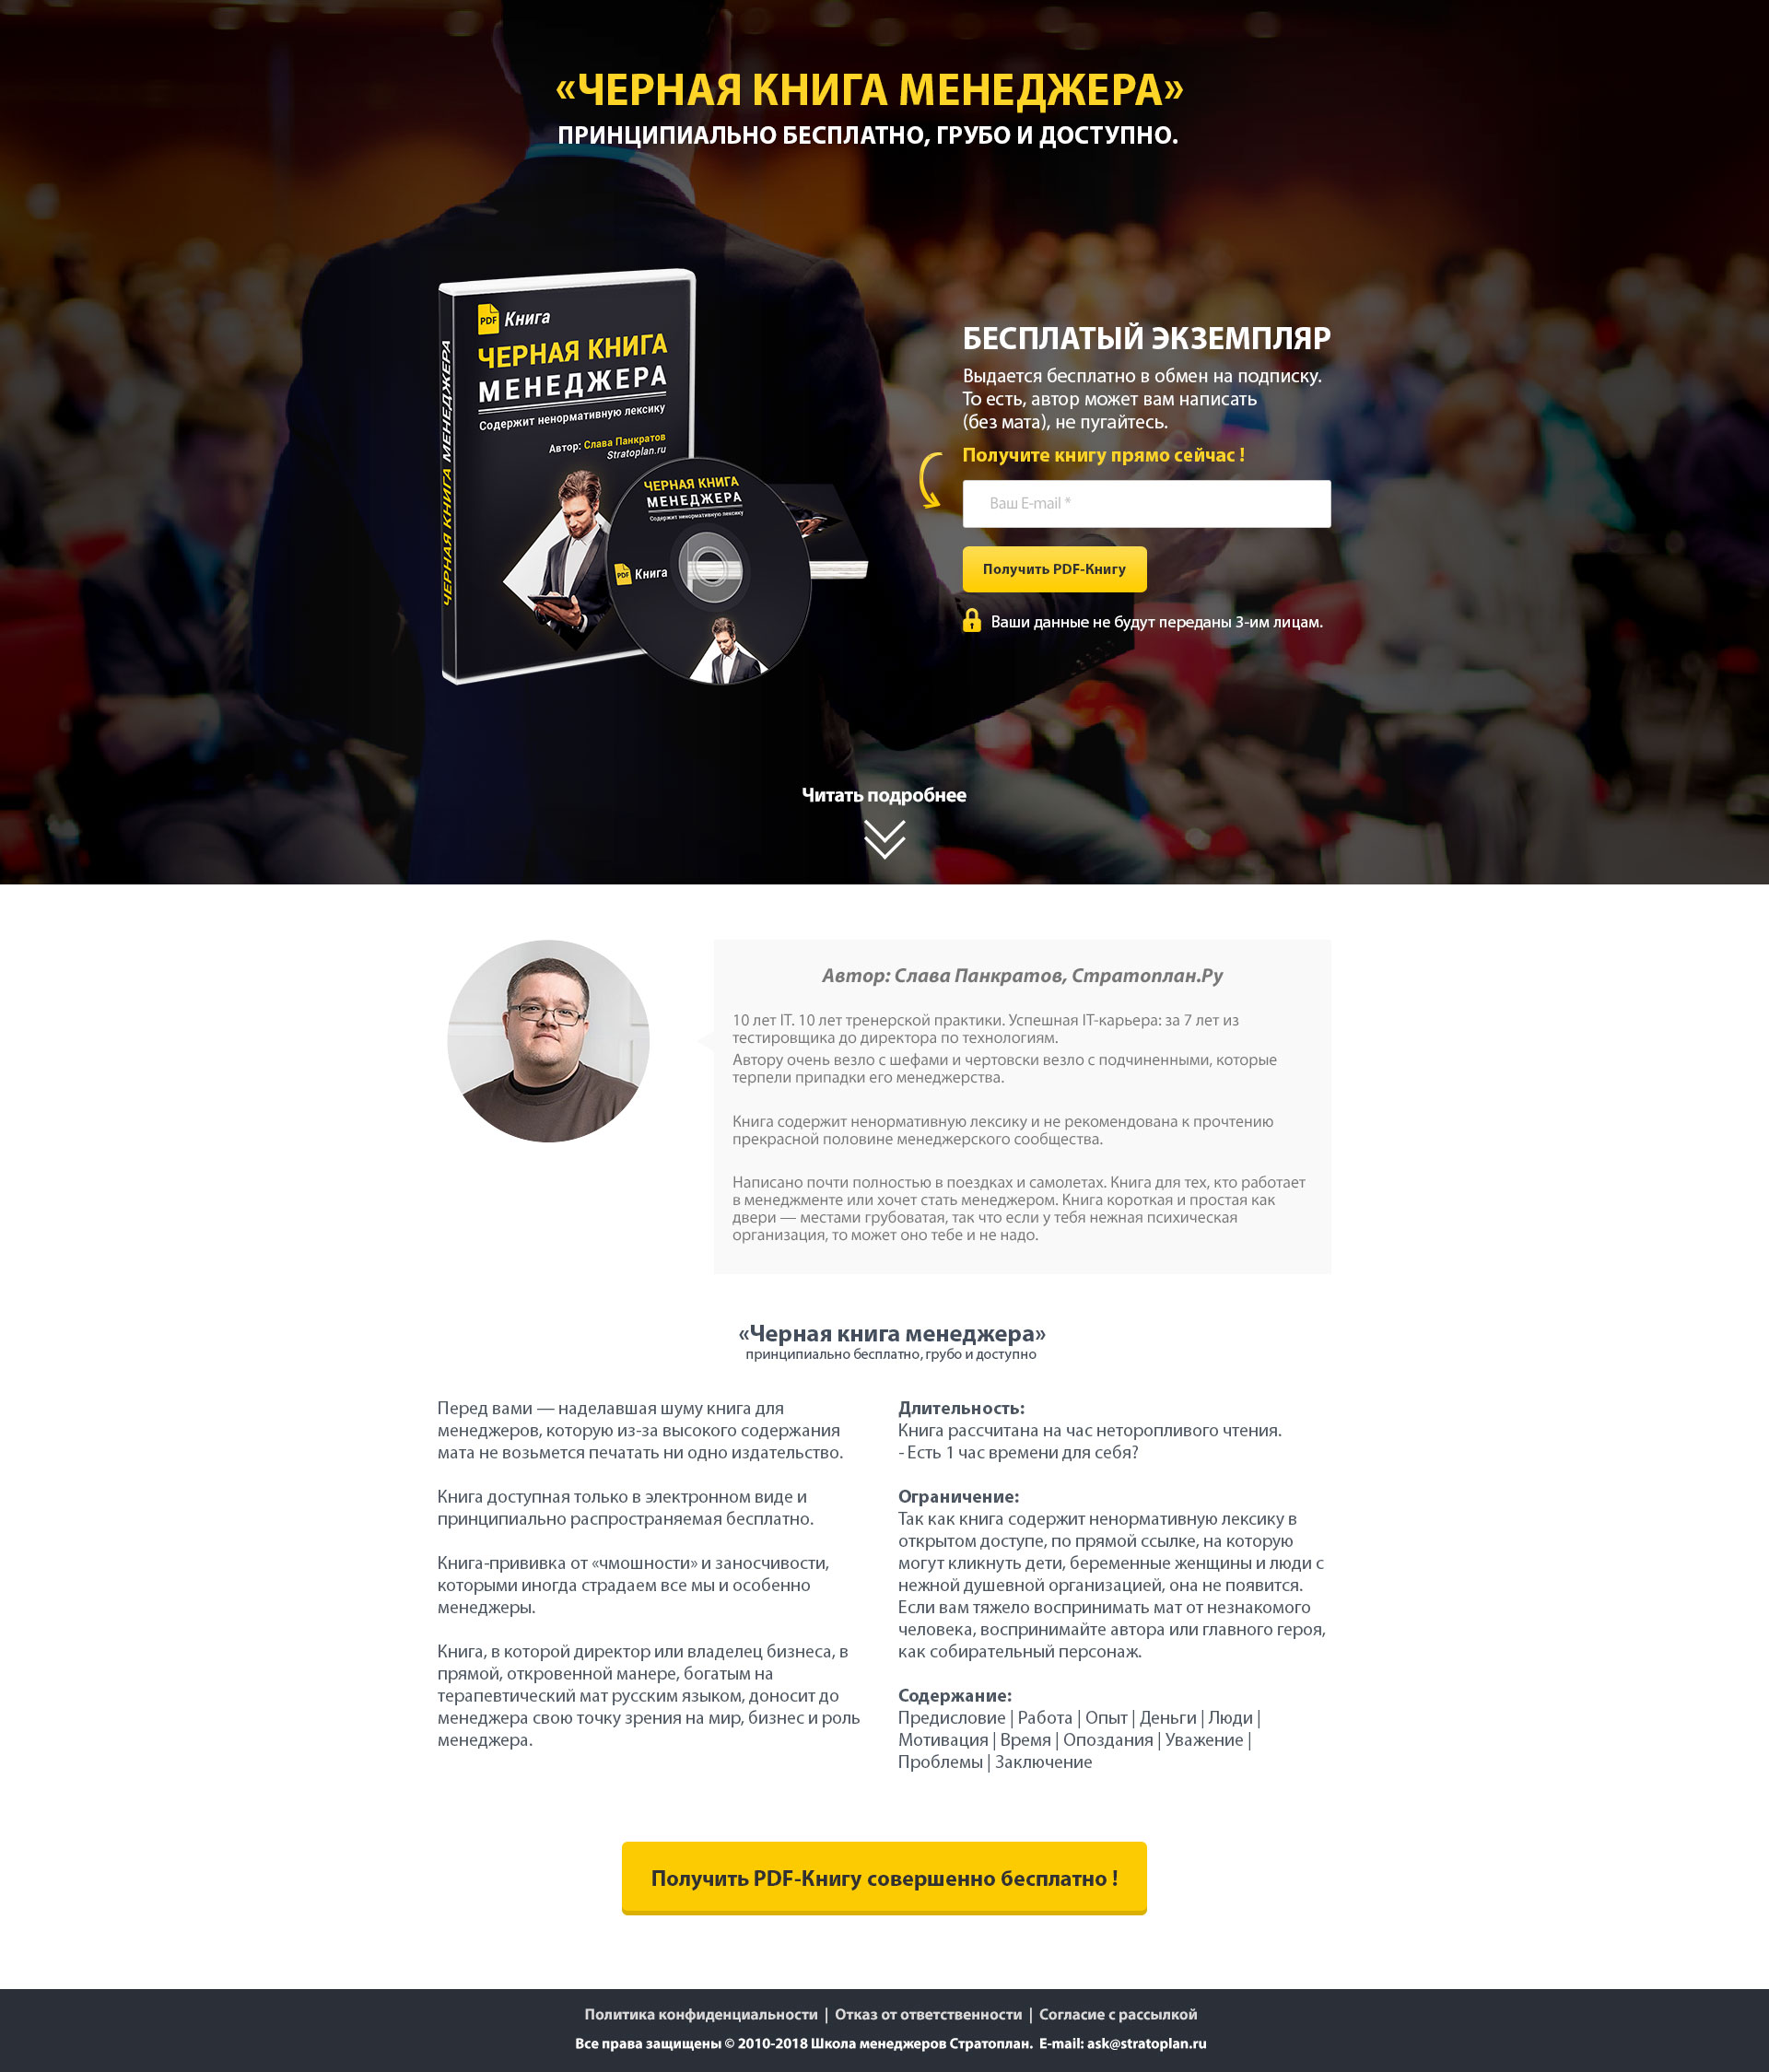 «ЧЕРНАЯ КНИГА МЕНЕДЖЕРА»
ПРИНЦИПИАЛЬНО БЕСПЛАТНО, ГРУБО И ДОСТУПНО.
PDF Книга
ЧЕРНАЯ КНИГА
МЕНЕДЖЕРА
Содержит ненормативную лексику
Автор: Слава Панкратов
Stratoplan.ru
ЧЕРНАЯ КНИГА МЕНЕДЖЕРА
ЧЕРНАЯ КНИГА
МЕНЕДЖЕРА
Содержит ненормативную лексику
PDF Книга
БЕСПЛАТЫЙ ЭКЗЕМПЛЯР
Выдается бесплатно в обмен на подписку.
То есть, автор может вам написать
(без мата), не пугайтесь.
Получите книгу прямо сейчас !
Ваш E-mail *
Получить PDF-Книгу
Ваши данные не будут переданы 3-им лицам.
Читать подробнее
Автор: Слава Панкратов, Стратоплан.Ру
10 лет IT. 10 лет тренерской практики. Успешная IT-карьера: за 7 лет из
тестировщика до директора по технологиям.
Автору очень везло с шефами и чертовски везло с подчиненными, которые
терпели припадки его менеджерства.
Книга содержит ненормативную лексику и не рекомендована к прочтению
прекрасной половине менеджерского сообщества.
Написано почти полностью в поездках и самолетах. Книга для тех, кто работает
в менеджменте или хочет стать менеджером. Книга короткая и простая как
двери — местами грубоватая, так что если у тебя нежная психическая
организация, то может оно тебе и не надо.
«Черная книга менеджера»
принципиально бесплатно, грубо и доступно
Перед вами — наделавшая шуму книга для
менеджеров, которую из-за высокого содержания
мата не возьмется печатать ни одно издательство.
Книга доступная только в электронном виде и
принципиально распространяемая бесплатно.
Книга-прививка от «чмошности» и заносчивости,
которыми иногда страдаем все мы и особенно
менеджеры.
Книга, в которой директор или владелец бизнеса, в
прямой, откровенной манере, богатым на
терапевтический мат русским языком, доносит до
менеджера свою точку зрения на мир, бизнес и роль
менеджера.
Длительность:
Книга рассчитана на час неторопливого чтения.
- Есть 1 час времени для себя?
Ограничение:
Так как книга содержит ненормативную лексику в
открытом доступе, по прямой ссылке, на которую
могут кликнуть дети, беременные женщины и люди с
нежной душевной организацией, она не появится.
Если вам тяжело воспринимать мат от незнакомого
человека, воспринимайте автора или главного героя,
как собирательный персонаж.
Содержание:
Предисловие | Работа | Опыт | Деньги | Люди |
Мотивация | Время | Опоздания | Уважение |
Проблемы | Заключение
Получить PDF-Книгу совершенно бесплатно !
Политика конфиденциальности | Отказ от ответственности | Согласие с рассылкой
Все права защищены © 2010-2018 Школа менеджеров Стратоплан. E-mail: ask@stratoplan.ru